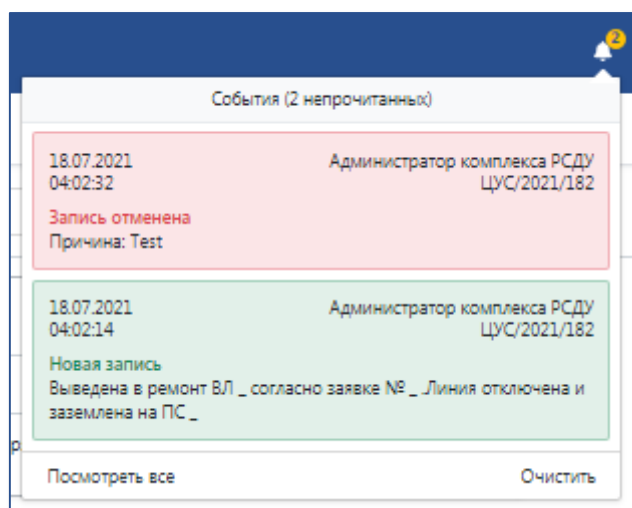 2
События (2 непрочитанных)
18.07.2021 Администратор комплекса РСДУ
04:02:32 ЦУС/2021/182
Запись отменена
Причина: Test
18.07.2021 Администратор комплекса РСДУ
04:02:14 ЦУС/2021/182
Новая запись
Выведена в ремонт ВЛ _ согласно заявке № _ .Линия отключена и
заземлена на ПС _
р
Посмотреть все Очистить